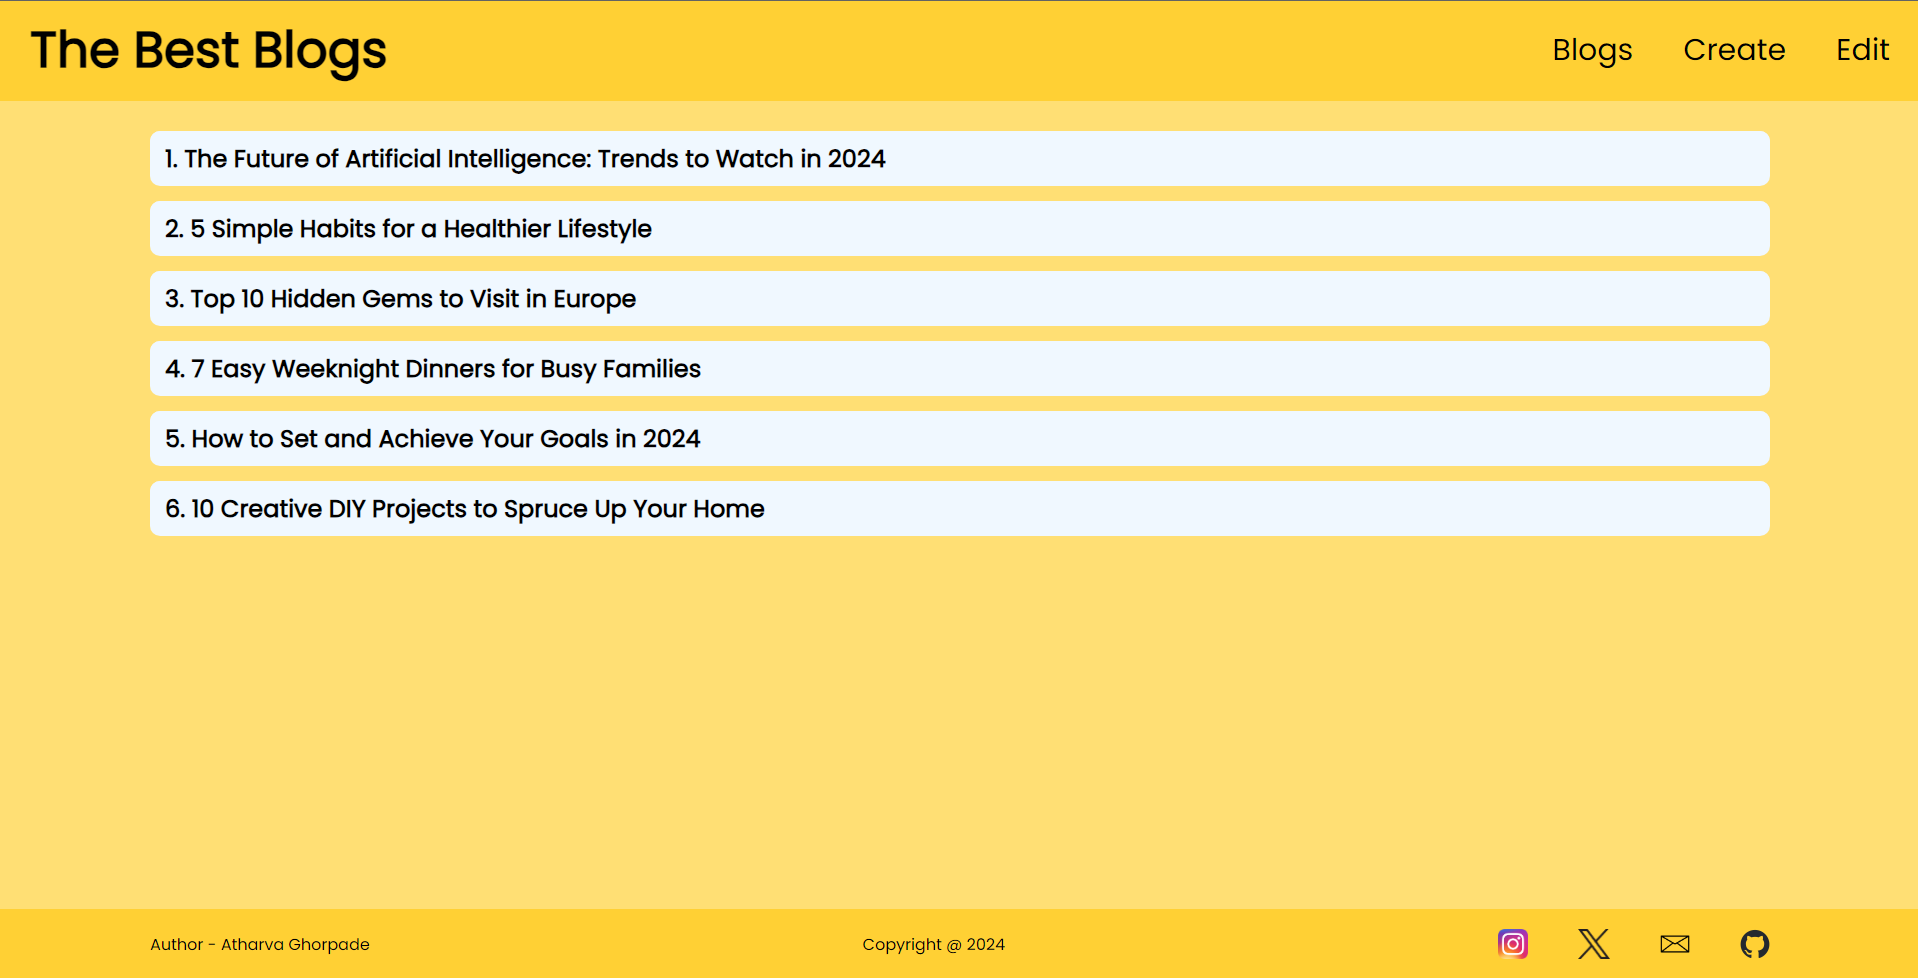 The Best Blogs
Blogs Create Edit
1. The Future of Artificial Intelligence: Trends to Watch in 2024
2. 5 Simple Habits for a Healthier Lifestyle
3. Top 10 Hidden Gems to Visit in Europe
4. 7 Easy Weeknight Dinners for Busy Families
5. How to Set and Achieve Your Goals in 2024
6. 10 Creative DIY Projects to Spruce Up Your Home
Author - Atharva Ghorpade
Copyright @ 2024